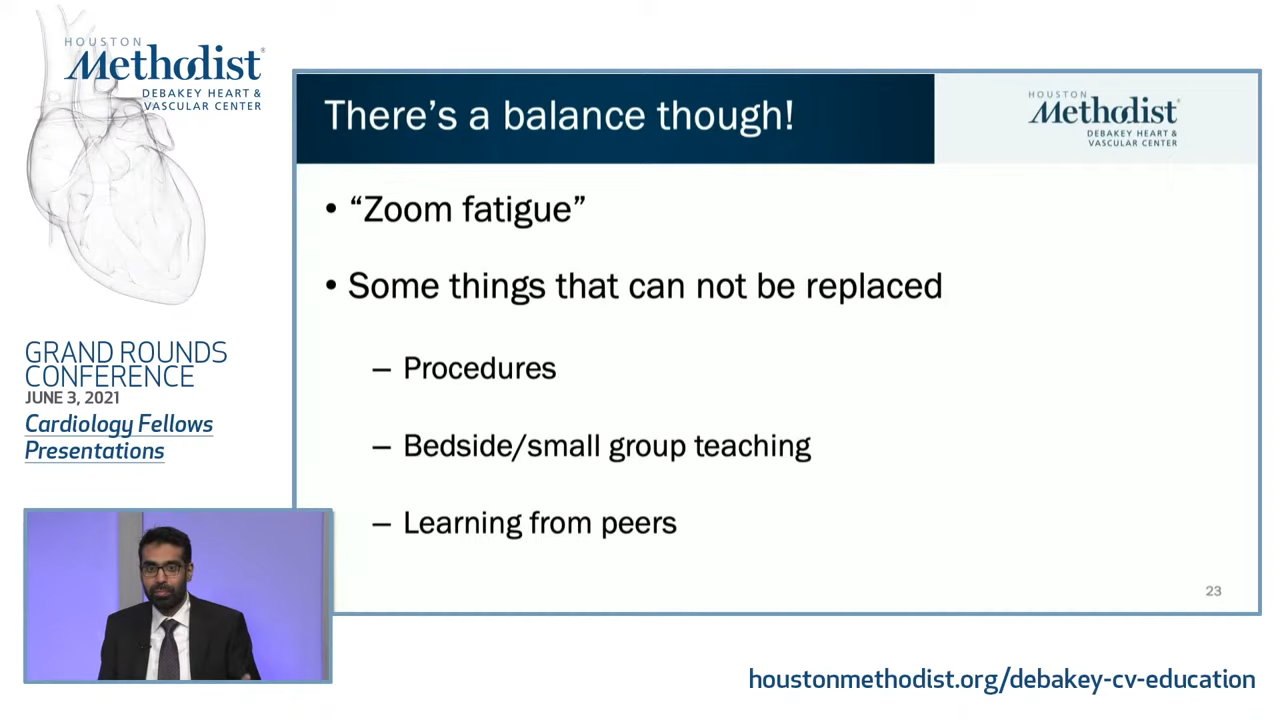 HOUSTON
Methodist®
DEBAKEY HEART &
VASCULAR CENTER
GRAND ROUNDS
CONFERENCE
JUNE 3, 2021
Cardiology Fellows
Presentations
There's a balance though!
HOUSTON
Methodist®
DEBAKEY HEART &
VASCULAR CENTER
• “Zoom fatigue”
• Some things that can not be replaced
– Procedures
– Bedside/small group teaching
– Learning from peers
23
houstonmethodist.org/debakey-cv-education